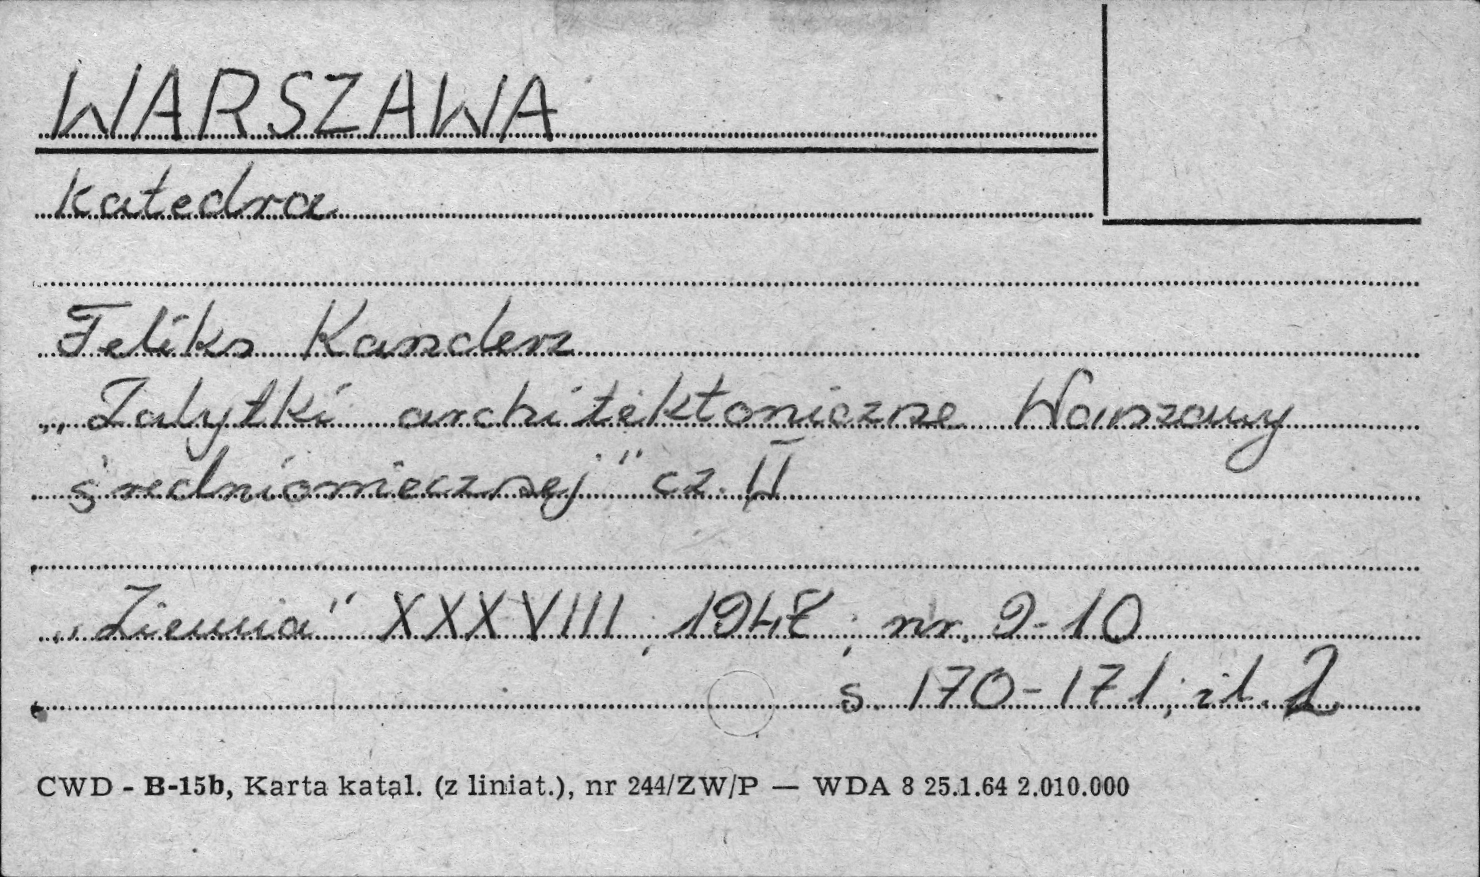 WARSZAWA
Katedra
Feliks Kanclerz
„Zabytki architektoniczne Warszawy
średniowiecznej" cz. II
„Ziemia" XXXVIII; 1947; nr. 9-10
s. 170-171; il. 2
CWD - B-15b, Karta katal. (z liniat.), nr 244/ZW/P — WDA 8 25.1.64 2.010.000